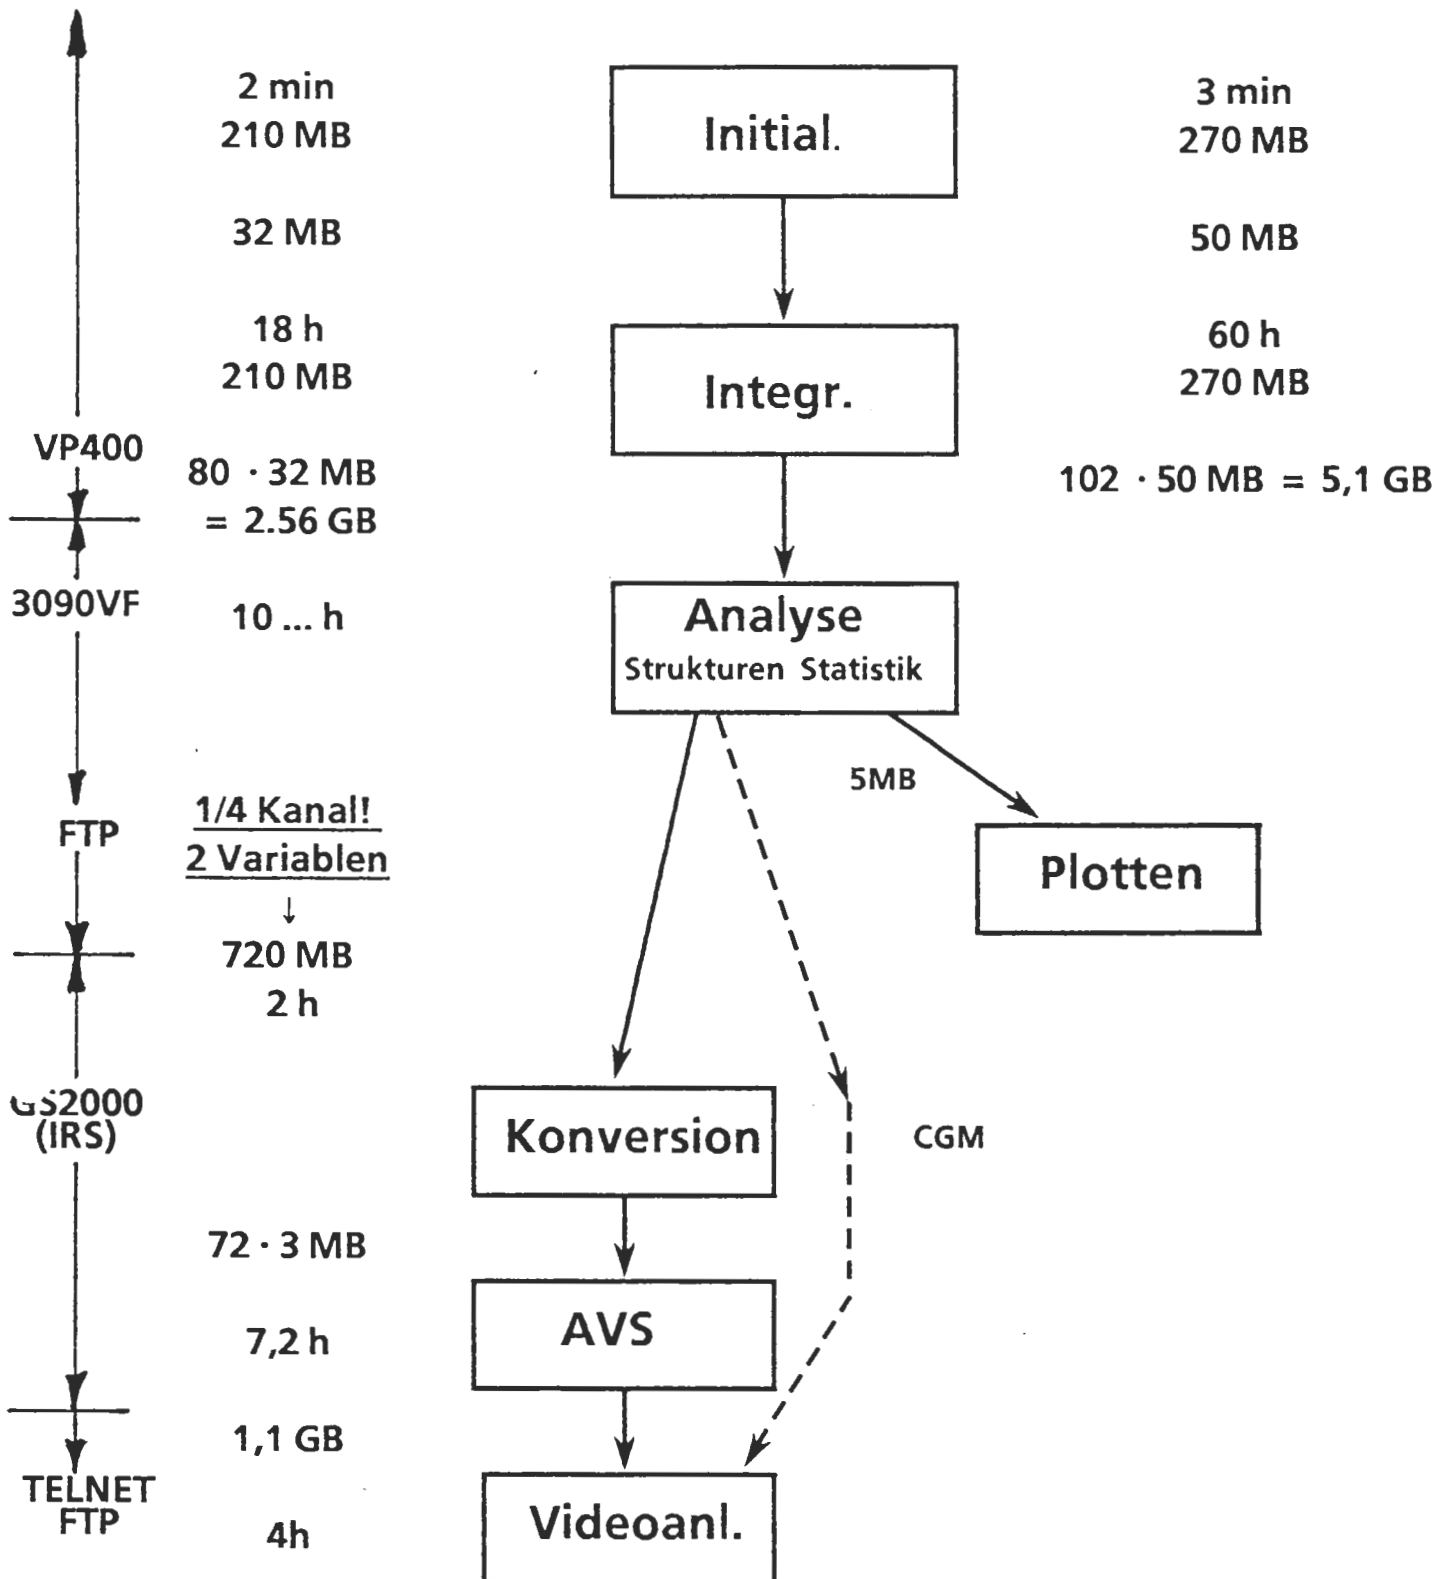 2 min
210 MB
Initial.
3 min
270 MB
32 MB
50 MB
18 h
210 MB
Integr.
60 h
270 MB
VP400
80 · 32 MB
= 2.56 GB
102 · 50 MB = 5,1 GB
3090VF
10 ... h
Analyse
Strukturen Statistik
5MB
FTP
1/4 Kanal!
2 Variablen
↓
720 MB
2 h
Plotten
GS2000
(IRS)
Konversion
CGM
72 · 3 MB
AVS
7,2 h
1,1 GB
TELNET
FTP
4h
Videoanl.